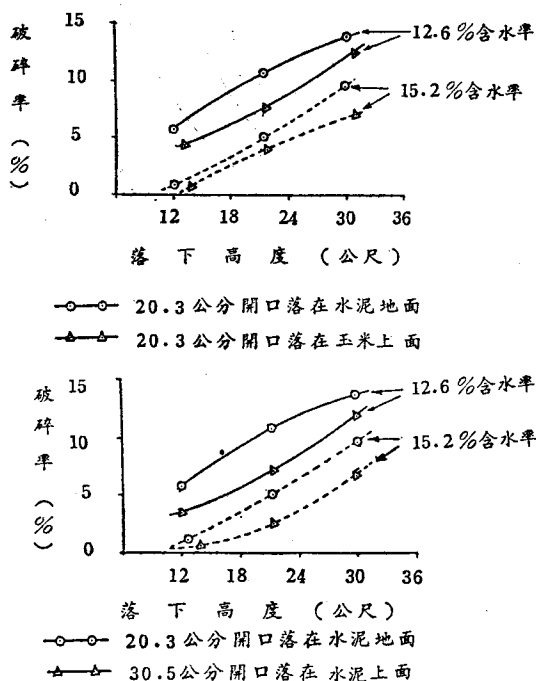 破碎率(%)
15
10
5
0
12.6%含水率
15.2%含水率
12 18 24 30 36
落下高度(公尺)
20.3公分開口落在水泥地面
20.3公分開口落在玉米上面
破碎率(%)
15
10
5
0
12.6%含水率
15.2%含水率
12 18 24 30 36
落下高度(公尺)
20.3公分開口落在水泥地面
30.5公分開口落在水泥上面